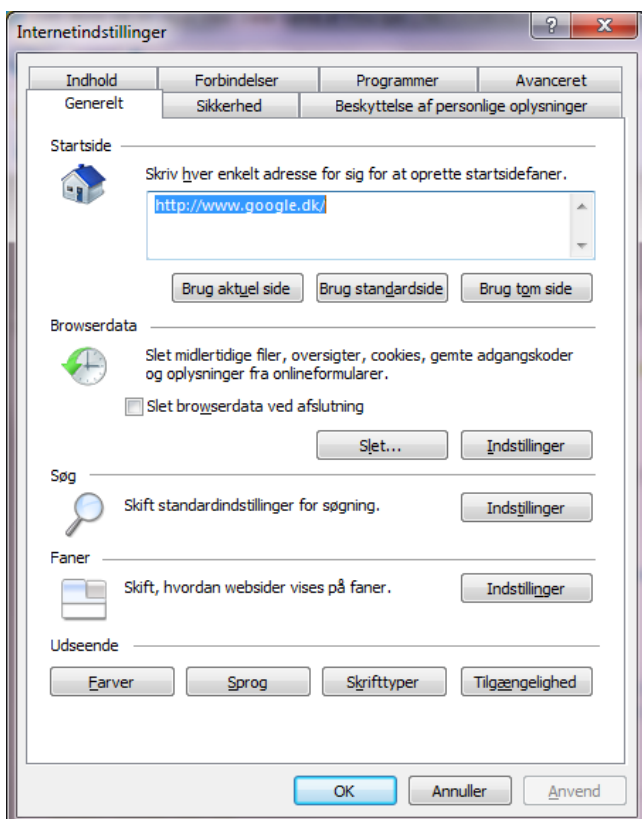 Internetindstillinger
Indhold Forbindelser Programmer Avanceret
Generelt Sikkerhed Beskyttelse af personlige oplysninger
Startside
Skriv hver enkelt adresse for sig for at oprette startsidefaner.
http://www.google.dk/
Brug aktuel side Brug standardside Brug tom side
Browserdata
Slet midlertidige filer, oversigter, cookies, gemte adgangskoder
og oplysninger fra onlineformularer.
Slet browserdata ved afslutning
Slet... Indstillinger
Søg
Skift standardindstillinger for søgning.
Indstillinger
Faner
Skift, hvordan websider vises på faner.
Indstillinger
Udseende
Farver Sprog Skrifttyper Tilgængelighed
OK Annuller Anvend